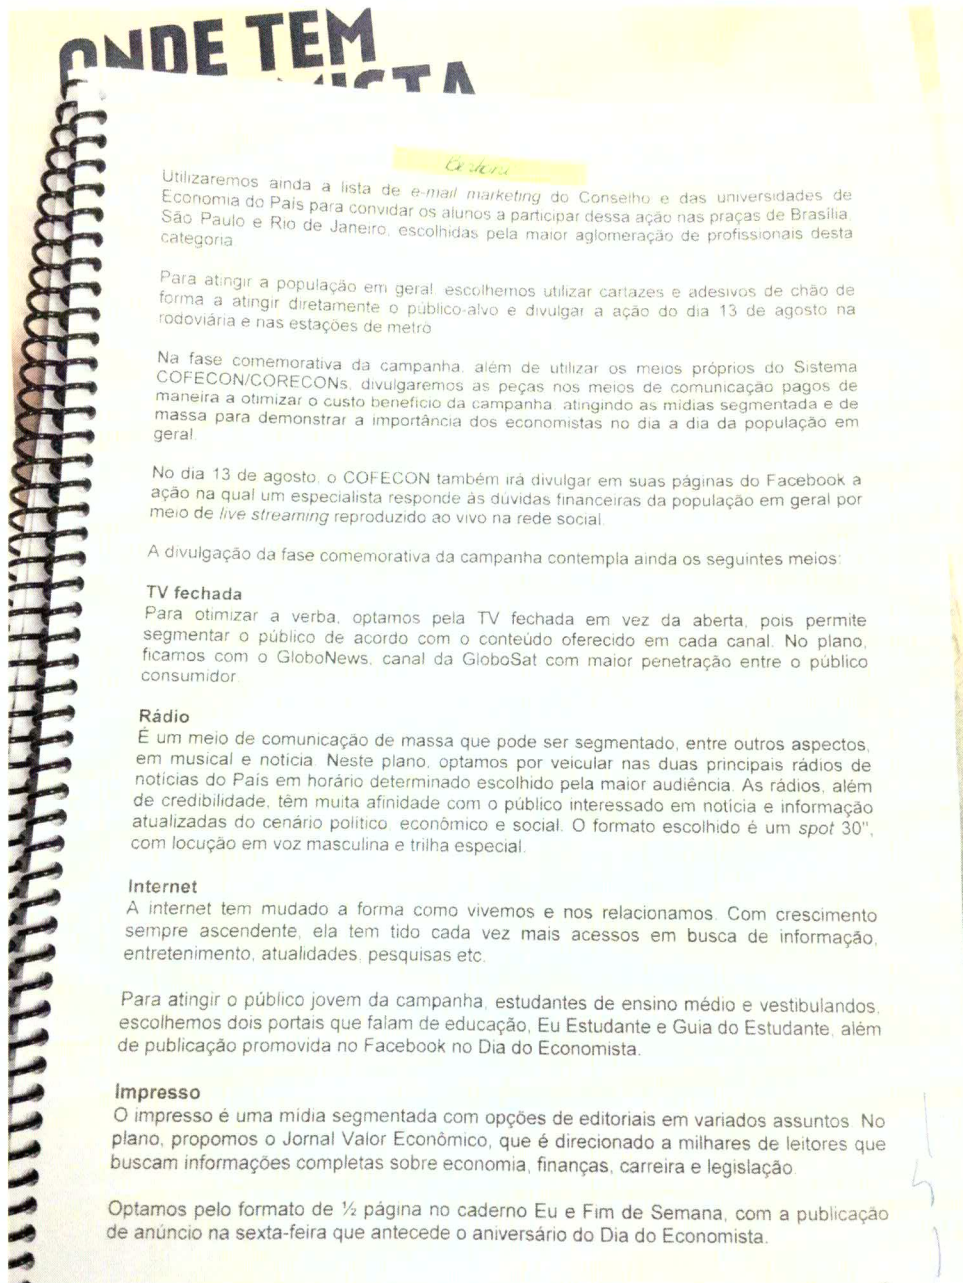 ONDE TEM
Utilizaremos ainda a lista de e-mail marketing do Conselho e das universidades de
Economia do País para convidar os alunos a participar dessa ação nas praças de Brasília,
São Paulo e Rio de Janeiro, escolhidas pela maior aglomeração de profissionais desta
categoria
Para atingir a população em geral, escolhemos utilizar cartazes e adesivos de chão de
forma a atingir diretamente o público-alvo e divulgar a ação do dia 13 de agosto na
rodoviária e nas estações de metrô
Na fase comemorativa da campanha, além de utilizar os meios próprios do Sistema
COFECON/CORECONs, divulgaremos as peças nos meios de comunicação pagos de
maneira a otimizar o custo benefício da campanha, atingindo as mídias segmentada e de
massa para demonstrar a importância dos economistas no dia a dia da população em
geral.
No dia 13 de agosto, o COFECON também irá divulgar em suas páginas do Facebook a
ação na qual um especialista responde às dúvidas financeiras da população em geral por
meio de live streaming reproduzido ao vivo na rede social.
A divulgação da fase comemorativa da campanha contempla ainda os seguintes meios:
TV fechada
Para otimizar a verba, optamos pela TV fechada em vez da aberta, pois permite
segmentar o público de acordo com o conteúdo oferecido em cada canal. No plano,
ficamos com o GloboNews, canal da GloboSat com maior penetração entre o público
consumidor.
Rádio
É um meio de comunicação de massa que pode ser segmentado, entre outros aspectos,
em musical e notícia. Neste plano, optamos por veicular nas duas principais rádios de
notícias do País em horário determinado escolhido pela maior audiência. As rádios, além
de credibilidade, têm muita afinidade com o público interessado em notícia e informação
atualizadas do cenário político, econômico e social. O formato escolhido é um spot 30",
com locução em voz masculina e trilha especial.
Internet
A internet tem mudado a forma como vivemos e nos relacionamos. Com crescimento
sempre ascendente, ela tem tido cada vez mais acessos em busca de informação,
entretenimento, atualidades, pesquisas etc.
Para atingir o público jovem da campanha, estudantes de ensino médio e vestibulandos,
escolhemos dois portais que falam de educação, Eu Estudante e Guia do Estudante, além
de publicação promovida no Facebook no Dia do Economista.
Impresso
O impresso é uma mídia segmentada com opções de editoriais em variados assuntos. No
plano, propomos o Jornal Valor Econômico, que é direcionado a milhares de leitores que
buscam informações completas sobre economia, finanças, carreira e legislação.
Optamos pelo formato de ½ página no caderno Eu e Fim de Semana, com a publicação
de anúncio na sexta-feira que antecede o aniversário do Dia do Economista.